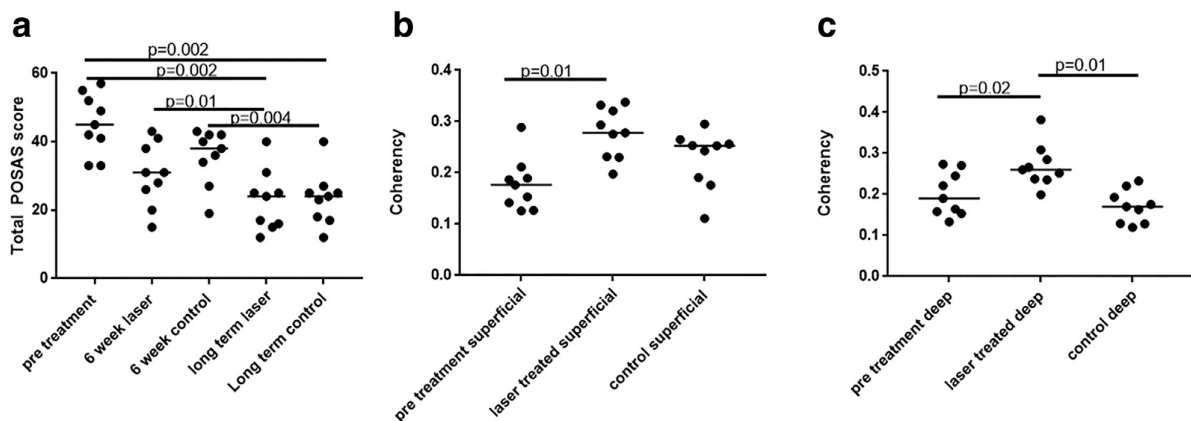 a
p=0.002
p=0.002
p=0.01
p=0.004
60
40
20
0
Total POSAS score
pre treatment
6 week laser
6 week control
long term laser
Long term control
b
p=0.01
0.4
0.3
0.2
0.1
0.0
Coherency
pre treatment superficial
laser treated superficial
control superficial
c
p=0.01
p=0.02
0.5
0.4
0.3
0.2
0.1
0.0
Coherency
pre treatment deep
laser treated deep
control deep